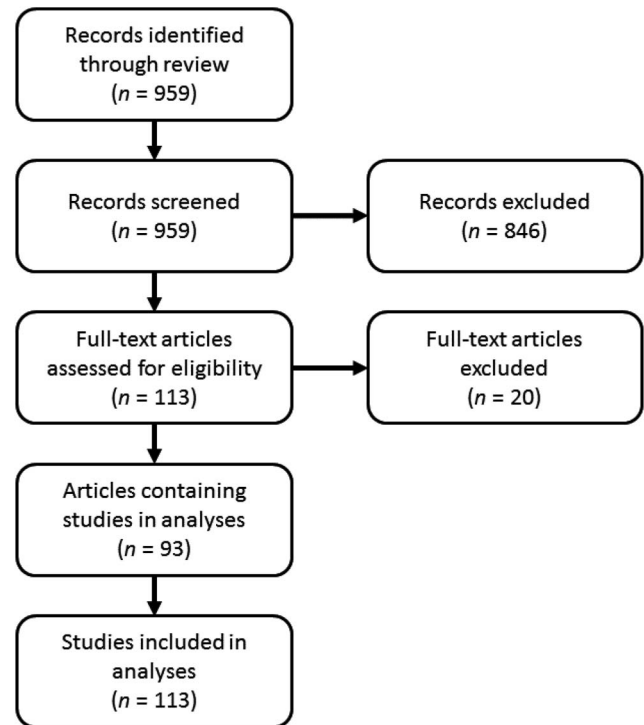 Records identified
through review
(n = 959)
Records screened
(n = 959)
Records excluded
(n = 846)
Full-text articles
assessed for eligibility
(n = 113)
Full-text articles
excluded
(n = 20)
Articles containing
studies in analyses
(n = 93)
Studies included in
analyses
(n = 113)